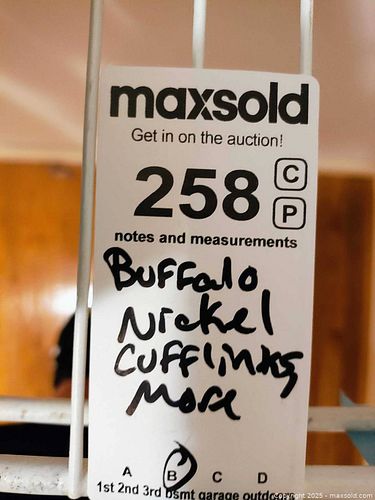 maxsold
Get in on the auction!
258 C
P
notes and measurements
Buffalo
Nickel
Cufflinks
More
A B C D
1st 2nd 3rd bsmt garage outdoor
Copyright 2025 - maxsold.com